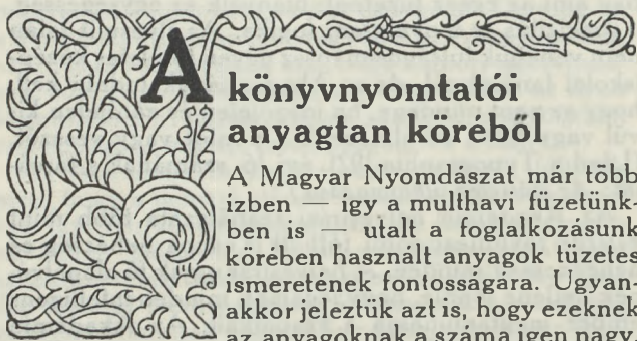 A
könyvnyomtatói
anyagtan köréből
A Magyar Nyomdászat már több
izben — így a multhavi füzetünk-
ben is — utalt a foglalkozásunk
körében használt anyagok tüzetes
ismeretének fontosságára. Ugyan-
akkor jeleztük azt is, hogy ezeknek
az anyagoknak a száma igen nagy,